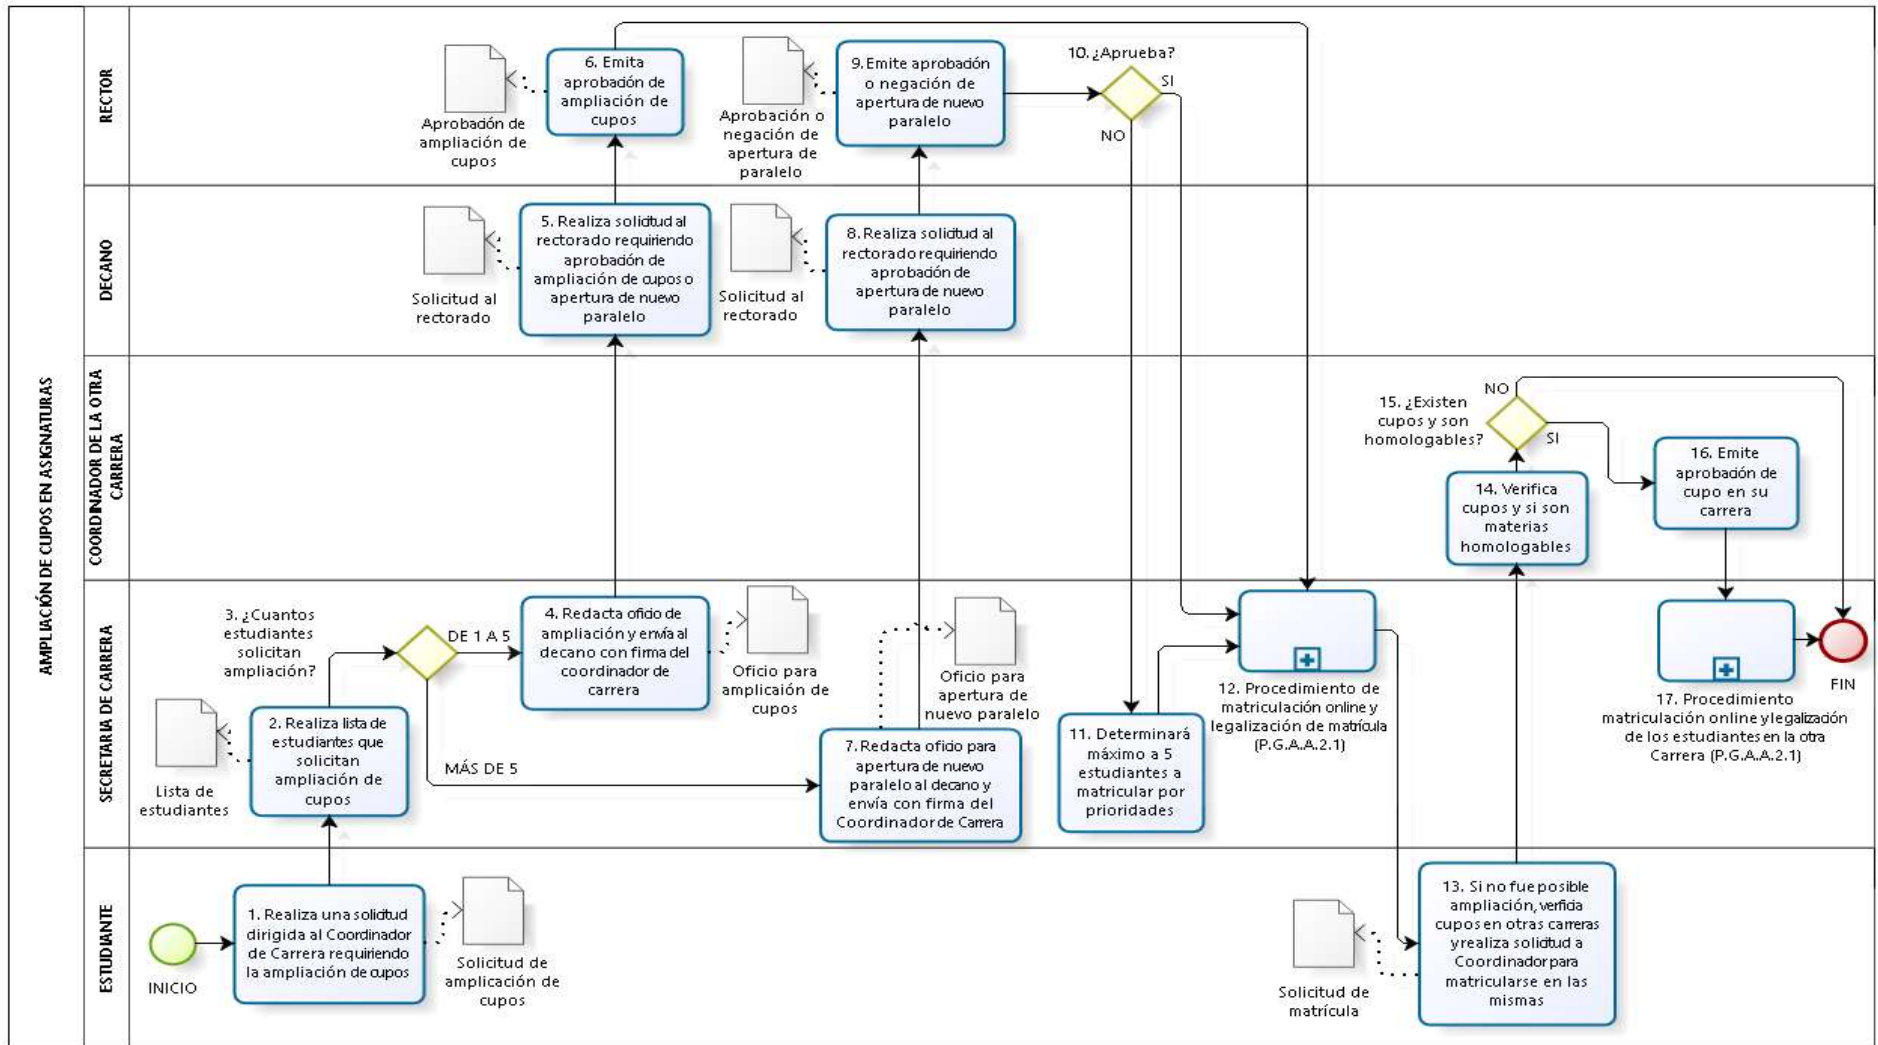 AMPLIACIÓN DE CUPOS EN ASIGNATURAS
RECTOR
Aprobación de
ampliación de
cupos
6. Emita
aprobación de
ampliación de
cupos
Aprobación o
negación de
apertura de
paralelo
9. Emite aprobación
o negación de
apertura de nuevo
paralelo
10. ¿Aprueba?
SI
NO
DECANO
Solicitud al
rectorado
5. Realiza solicitud al
rectorado requiriendo
aprobación de
ampliación de cupos o
apertura de nuevo
paralelo
Solicitud al
rectorado
8. Realiza solicitud al
rectorado requiriendo
aprobación de
apertura de nuevo
paralelo
COORDINADOR DE LA OTRA
CARRERA
15. ¿Existen
cupos y son
homologables?
NO
SI
14. Verifica
cupos y si son
materias
homologables
16. Emite
aprobación de
cupo en su
carrera
SECRETARIA DE CARRERA
Lista de
estudiantes
2. Realiza lista de
estudiantes que
solicitan
ampliación de
cupos
3. ¿Cuantos
estudiantes
solicitan
ampliación?
DE 1 A 5
MÁS DE 5
4. Redacta oficio de
ampliación y envía al
decano con firma del
coordinador de
carrera
Oficio para
amplicaión de
cupos
7. Redacta oficio para
apertura de nuevo
paralelo al decano y
envía con firma del
Coordinador de Carrera
Oficio para
apertura de
nuevo paralelo
11. Determinará
máximo a 5
estudiantes a
matricular por
prioridades
12. Procedimiento de
matriculación online y
legalización de matrícula
(P.G.A.A.2.1)
17. Procedimiento
matriculación online y legalización
de los estudiantes en la otra
Carrera (P.G.A.A.2.1)
FIN
ESTUDIANTE
INICIO
1. Realiza una solicitud
dirigida al Coordinador
de Carrera requiriendo
la ampliación de cupos
Solicitud de
amplicación de
cupos
Solicitud de
matrícula
13. Si no fue posible
ampliación, verficia
cupos en otras carreras
y realiza solicitud a
Coordinador para
matricularse en las
mismas